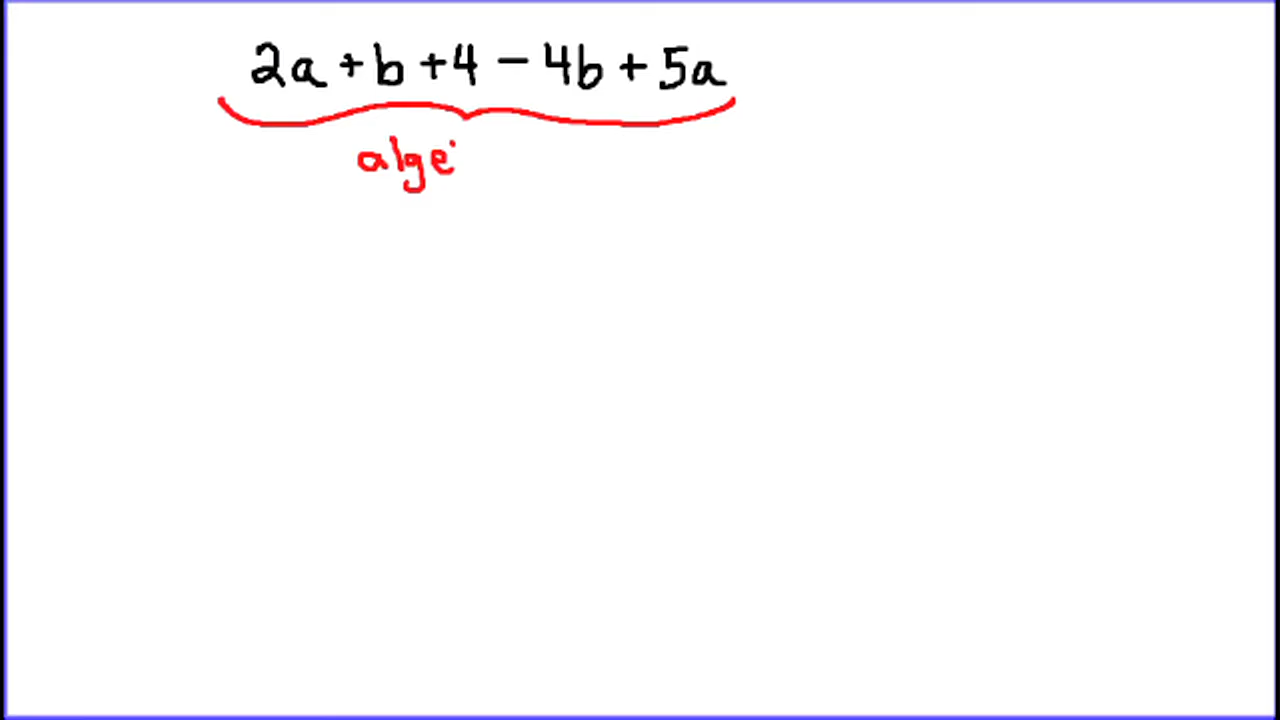 2a + b + 4 - 4b + 5a
alge